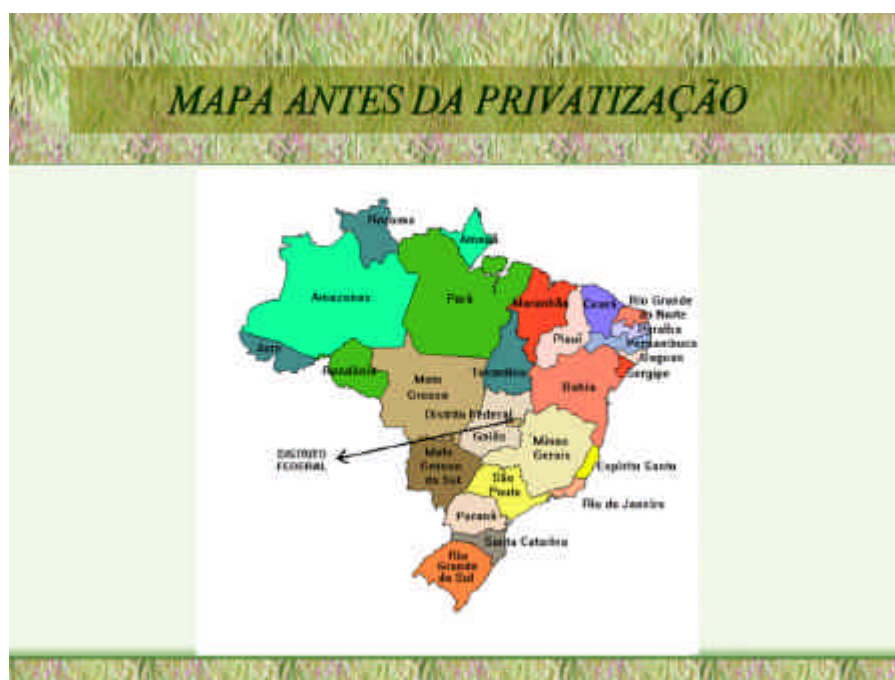 MAPA ANTES DA PRIVATIZAÇÃO
Roraima
Amapá
Amazonas
Pará
Maranhão
Ceará
Rio Grande
do Norte
Paraíba
Pernambuco
Alagoas
Sergipe
Piauí
Acre
Rondônia
Tocantins
Mato
Grosso
Bahia
Distrito Federal
Goiás
Minas
Gerais
DISTRITO
FEDERAL
Mato
Grosso
do Sul
Espírito Santo
São
Paulo
Rio de Janeiro
Paraná
Santa Catarina
Rio
Grande
do Sul